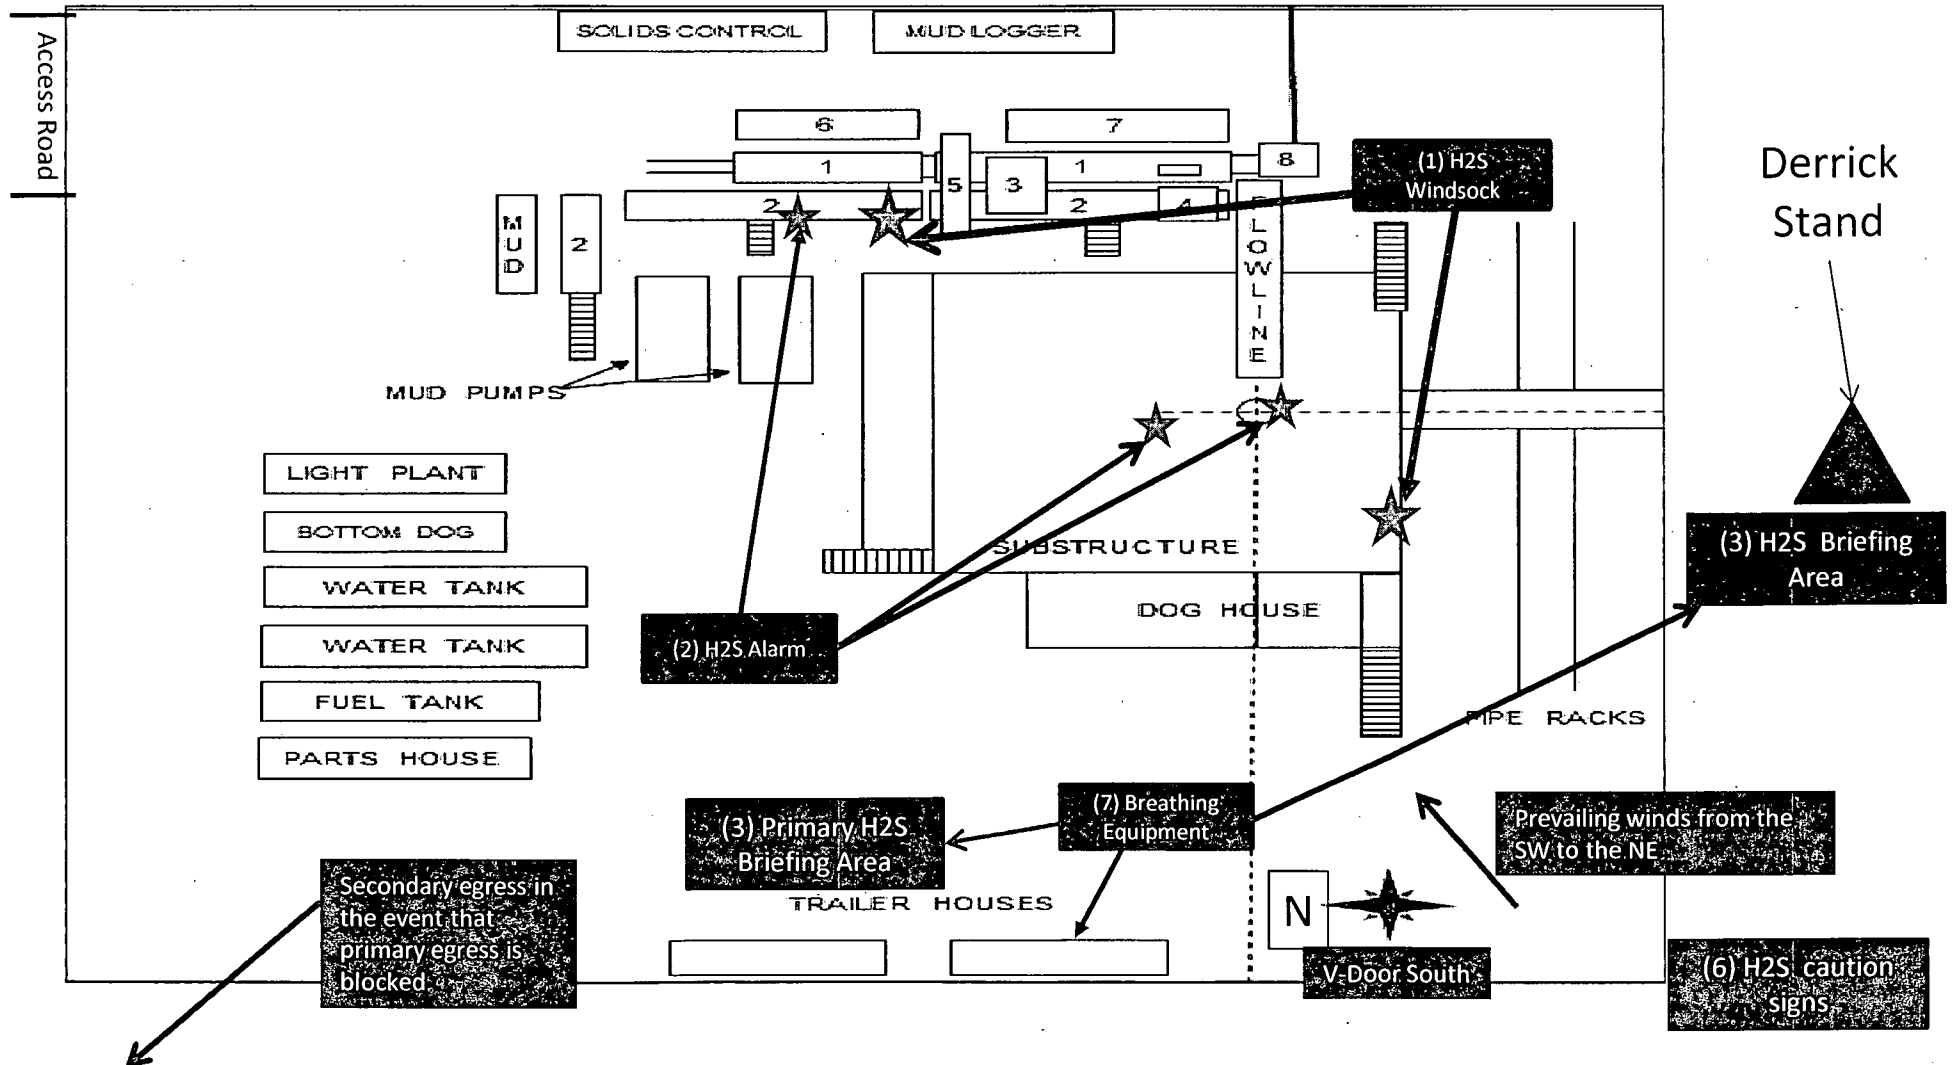 SOLIDS CONTROL
MUD LOGGER
Access Road
6
7
1
1
8
5
3
2
2
4
MUD
2
FLOWLINE
(1) H2S
Windsock
Derrick
Stand
MUD PUMPS
LIGHT PLANT
BOTTOM DOG
WATER TANK
WATER TANK
FUEL TANK
PARTS HOUSE
SUBSTRUCTURE
DOG HOUSE
(2) H2S Alarm
(3) H2S Briefing
Area
PIPE RACKS
(7) Breathing
Equipment
(3) Primary H2S
Briefing Area
Prevailing winds from the
SW to the NE
Secondary egress in
the event that
primary egress is
blocked
TRAILER HOUSES
N
V-Door South
(6) H2S caution
signs